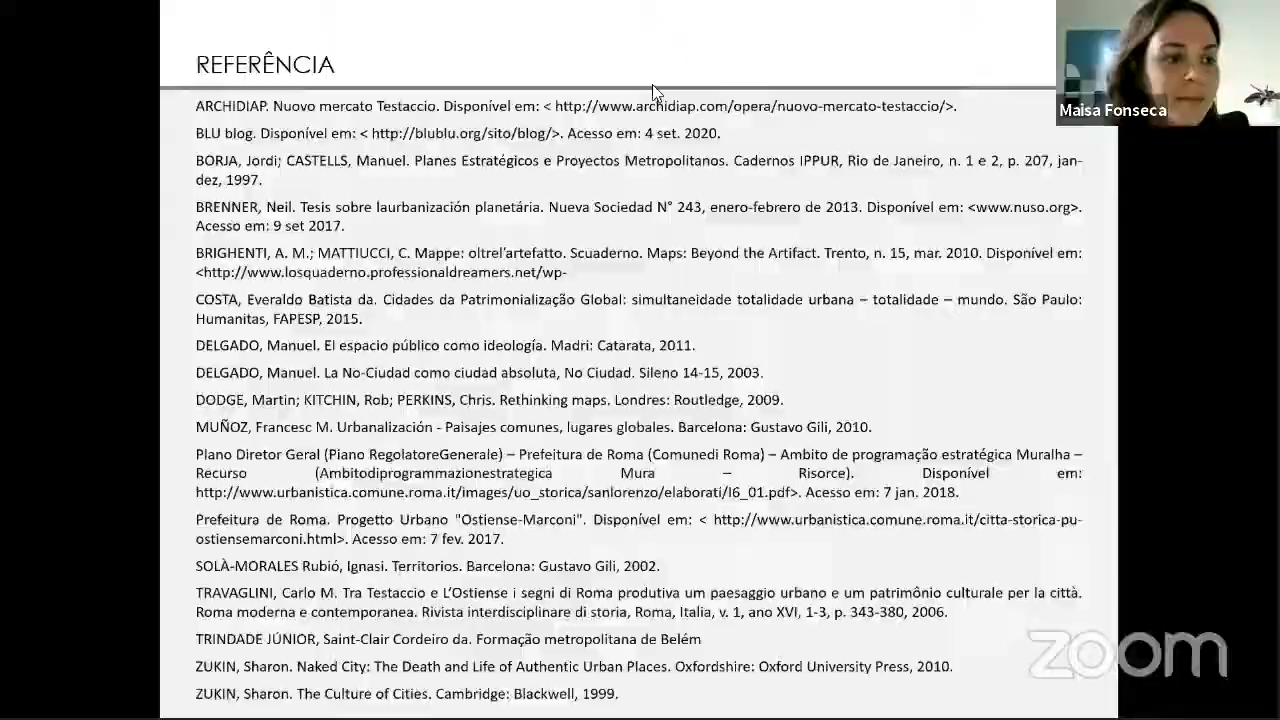 REFERÊNCIA
ARCHIDIAP. Nuovo mercato Testaccio. Disponível em: < http://www.archidiap.com/opera/nuovo-mercato-testaccio/>.
Maisa Fonseca
BLU blog. Disponível em: < http://blublu.org/sito/blog/>. Acesso em: 4 set. 2020.
BORJA, Jordi; CASTELLS, Manuel. Planes Estratégicos e Proyectos Metropolitanos. Cadernos IPPUR, Rio de Janeiro, n. 1 e 2, p. 207, jan-
dez, 1997.
BRENNER, Neil. Tesis sobre laurbanización planetária. Nueva Sociedad N° 243, enero-febrero de 2013. Disponível em: <www.nuso.org>.
Acesso em: 9 set 2017.
BRIGHENTI, A. M.; MATTIUCCI, C. Mappe: oltrel'artefatto. Scuaderno. Maps: Beyond the Artifact. Trento, n. 15, mar. 2010. Disponível em:
<http://www.losquaderno.professionaldreamers.net/wp-
COSTA, Everaldo Batista da. Cidades da Patrimonialização Global: simultaneidade totalidade urbana – totalidade – mundo. São Paulo:
Humanitas, FAPESP, 2015.
DELGADO, Manuel. El espacio público como ideología. Madri: Catarata, 2011.
DELGADO, Manuel. La No-Ciudad como ciudad absoluta, No Ciudad. Sileno 14-15, 2003.
DODGE, Martin; KITCHIN, Rob; PERKINS, Chris. Rethinking maps. Londres: Routledge, 2009.
MUÑOZ, Francesc M. Urbanalización - Paisajes comunes, lugares globales. Barcelona: Gustavo Gili, 2010.
Plano Diretor Geral (Piano RegolatoreGenerale) – Prefeitura de Roma (Comunedi Roma) – Ambito de programação estratégica Muralha –
Recurso (Ambitodiprogrammazionestrategica Mura – Risorce). Disponível em:
http://www.urbanistica.comune.roma.it/images/uo_storica/sanlorenzo/elaborati/I6_01.pdf>. Acesso em: 7 jan. 2018.
Prefeitura de Roma. Progetto Urbano "Ostiense-Marconi". Disponível em: < http://www.urbanistica.comune.roma.it/citta-storica-pu-
ostiensemarconi.html>. Acesso em: 7 fev. 2017.
SOLÀ-MORALES Rubió, Ignasi. Territorios. Barcelona: Gustavo Gili, 2002.
TRAVAGLINI, Carlo M. Tra Testaccio e L'Ostiense i segni di Roma produtiva um paesaggio urbano e um patrimônio culturale per la città.
Roma moderna e contemporanea. Rivista interdisciplinare di storia, Roma, Italia, v. 1, ano XVI, 1-3, p. 343-380, 2006.
TRINDADE JÚNIOR, Saint-Clair Cordeiro da. Formação metropolitana de Belém
ZUKIN, Sharon. Naked City: The Death and Life of Authentic Urban Places. Oxfordshire: Oxford University Press, 2010.
ZUKIN, Sharon. The Culture of Cities. Cambridge: Blackwell, 1999.
zoom